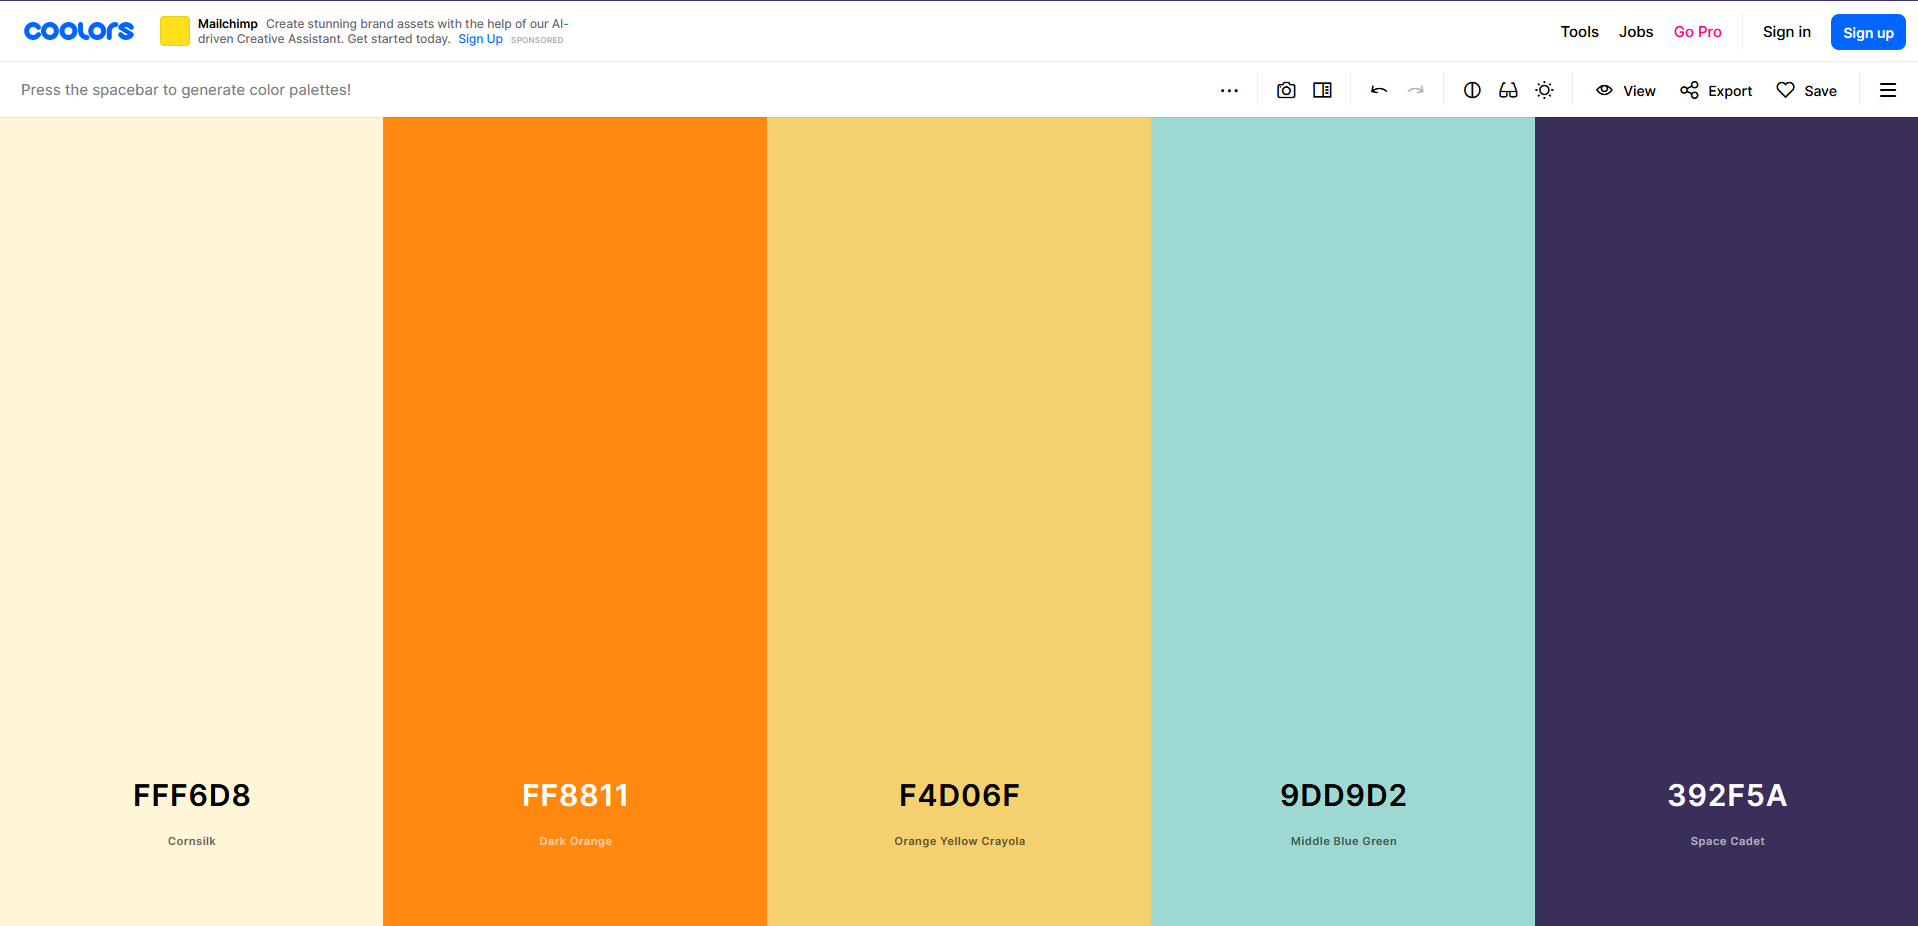 coolors
Mailchimp Create stunning brand assets with the help of our AI-
driven Creative Assistant. Get started today. Sign Up SPONSORED
Tools Jobs Go Pro Sign in Sign up
Press the spacebar to generate color palettes!
View Export Save
FFF6D8
Cornsilk
FF8811
Dark Orange
F4D06F
Orange Yellow Crayola
9DD9D2
Middle Blue Green
392F5A
Space Cadet